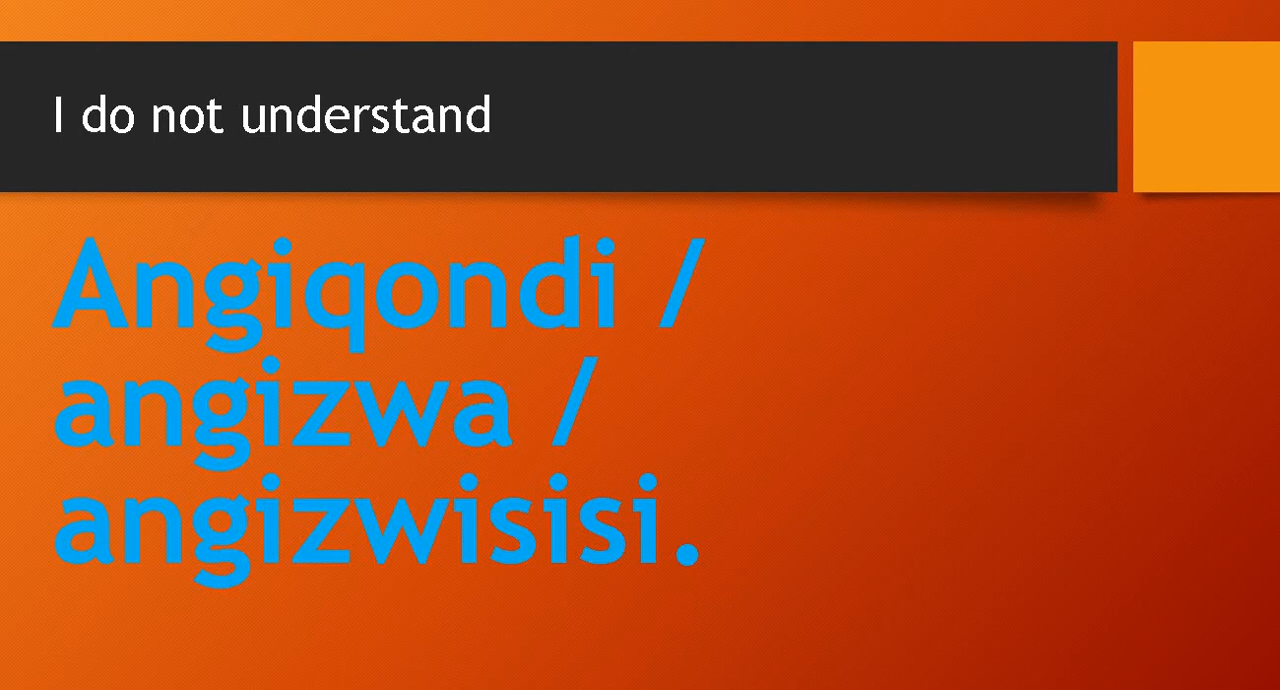 I do not understand
Angiqondi /
angizwa /
angizwisisi.